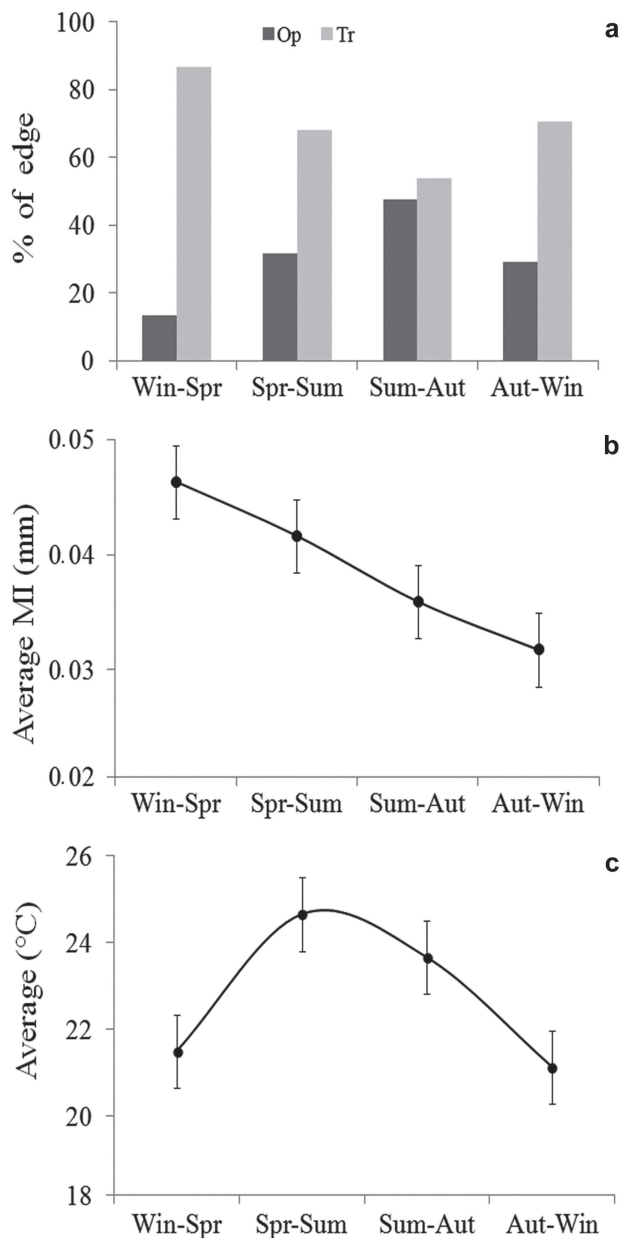 a
Op Tr
100
80
60
40
20
0
% of edge
Win-Spr Spr-Sum Sum-Aut Aut-Win
b
0.05
0.04
0.03
0.02
Average MI (mm)
Win-Spr Spr-Sum Sum-Aut Aut-Win
c
26
24
22
20
18
Average (°C)
Win-Spr Spr-Sum Sum-Aut Aut-Win